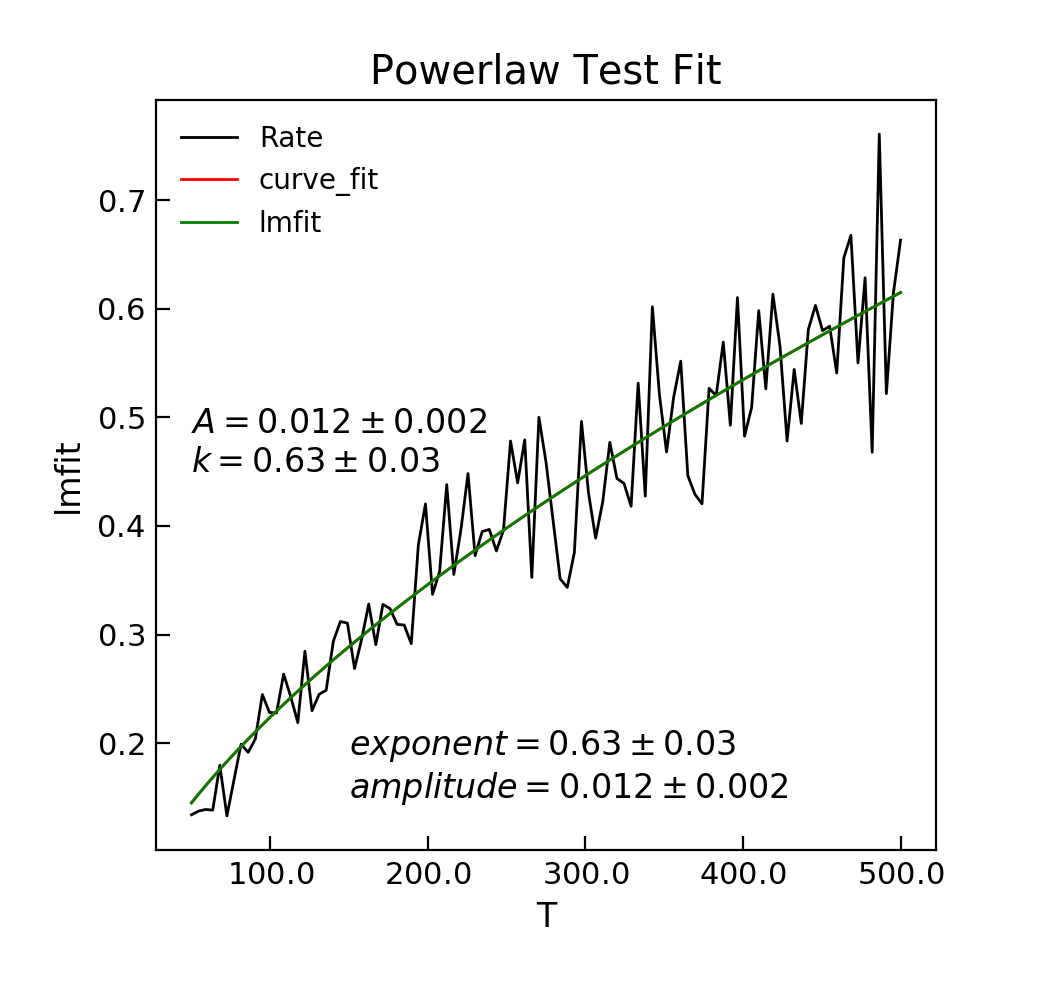 Powerlaw Test Fit
Rate
curve_fit
lmfit
0.7
0.6
0.5
0.4
0.3
0.2
lmfit
A = 0.012 ± 0.002
k = 0.63 ± 0.03
exponent = 0.63 ± 0.03
amplitude = 0.012 ± 0.002
100.0 200.0 300.0 400.0 500.0
T